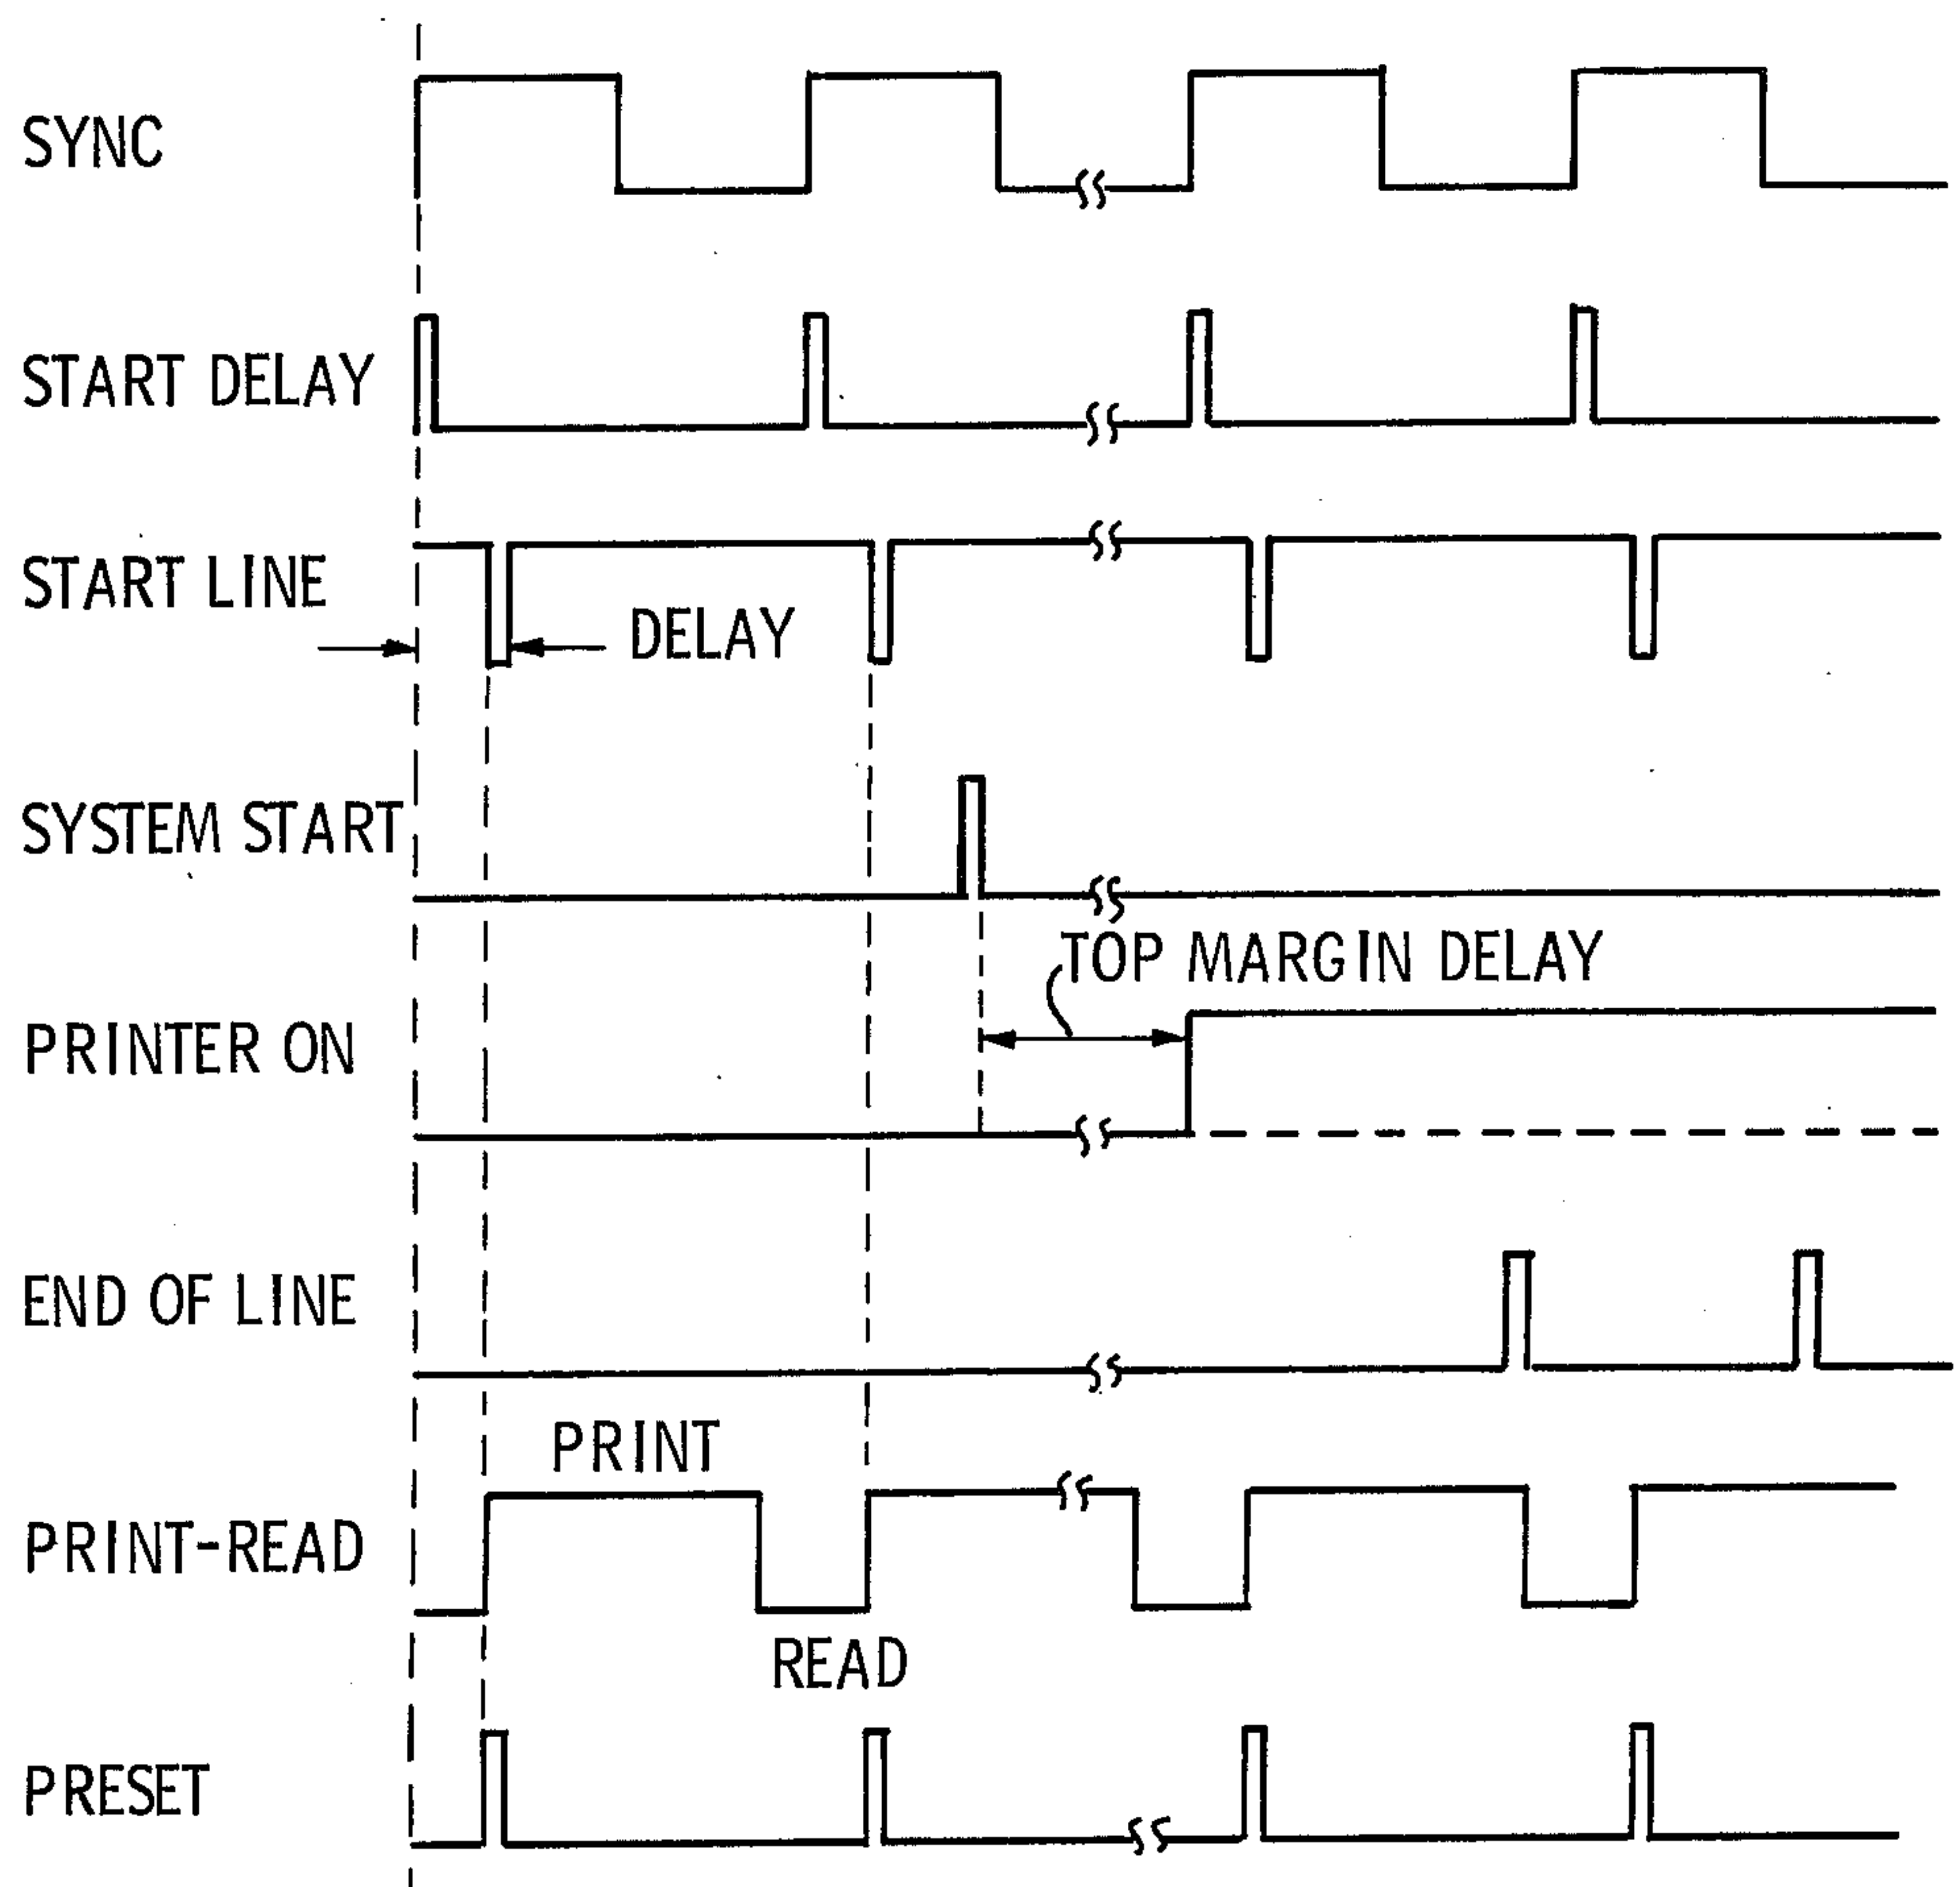 SYNC
START DELAY
START LINE
DELAY
SYSTEM START
TOP MARGIN DELAY
PRINTER ON
END OF LINE
PRINT
PRINT-READ
READ
PRESET